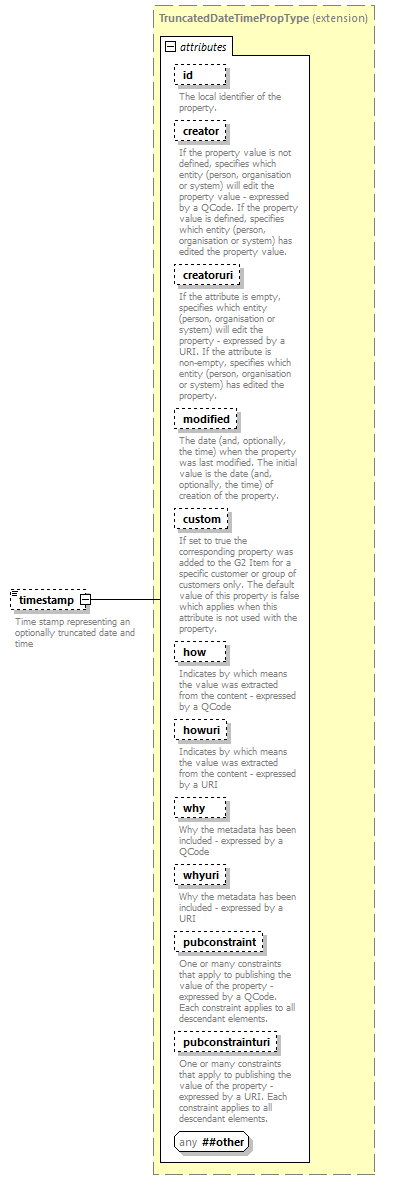 TruncatedDateTimePropType (extension)
attributes
id
The local identifier of the
property.
creator
If the property value is not
defined, specifies which
entity (person, organisation
or system) will edit the
property value - expressed
by a QCode. If the property
value is defined, specifies
which entity (person,
organisation or system) has
edited the property value.
creatoruri
If the attribute is empty,
specifies which entity
(person, organisation or
system) will edit the
property - expressed by a
URI. If the attribute is
non-empty, specifies which
entity (person, organisation
or system) has edited the
property.
modified
The date (and, optionally,
the time) when the property
was last modified. The initial
value is the date (and,
optionally, the time) of
creation of the property.
custom
If set to true the
corresponding property was
added to the G2 Item for a
specific customer or group of
customers only. The default
value of this property is false
which applies when this
attribute is not used with the
property.
timestamp
Time stamp representing an
optionally truncated date and
time
how
Indicates by which means
the value was extracted
from the content - expressed
by a QCode
howuri
Indicates by which means
the value was extracted
from the content - expressed
by a URI
why
Why the metadata has been
included - expressed by a
QCode
whyuri
Why the metadata has been
included - expressed by a
URI
pubconstraint
One or many constraints
that apply to publishing the
value of the property -
expressed by a QCode.
Each constraint applies to all
descendant elements.
pubconstrainturi
One or many constraints
that apply to publishing the
value of the property -
expressed by a URI. Each
constraint applies to all
descendant elements.
any ##other